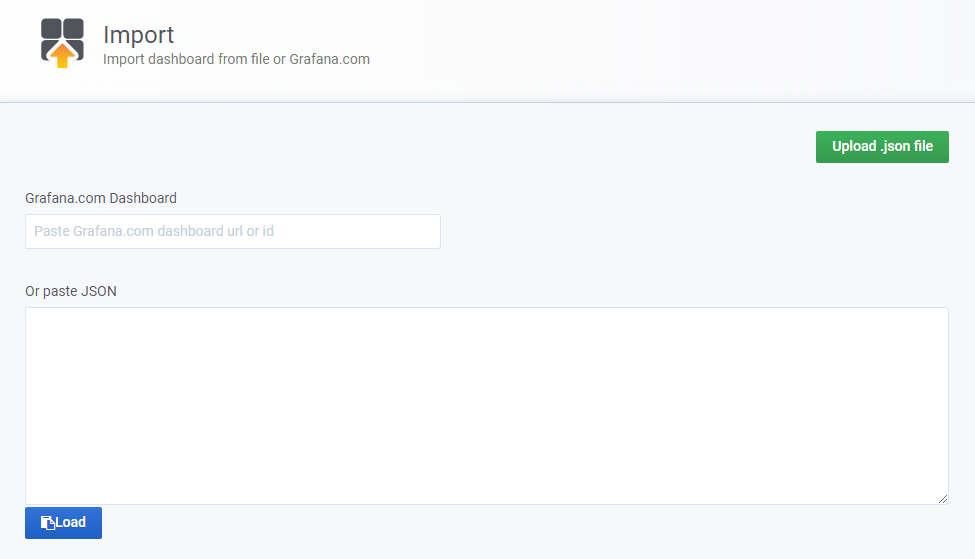 Import
Import dashboard from file or Grafana.com
Upload .json file
Grafana.com Dashboard
Paste Grafana.com dashboard url or id
Or paste JSON
Load